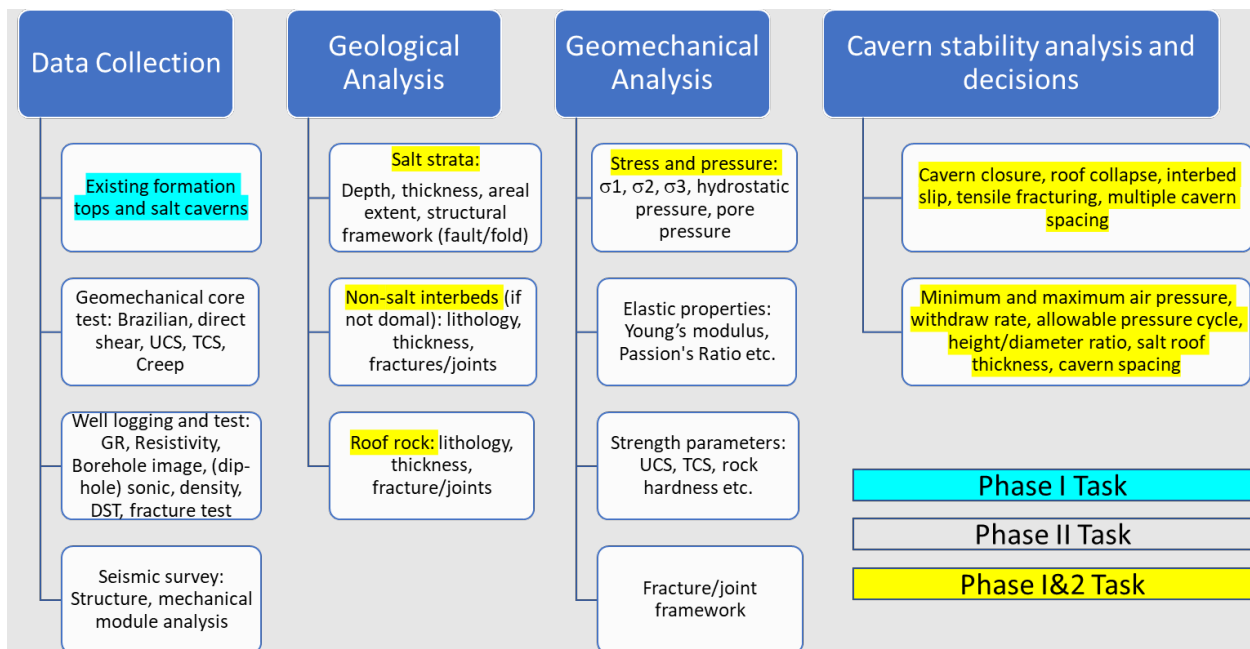 Data Collection
Existing formation
tops and salt caverns
Geomechanical core
test: Brazilian, direct
shear, UCS, TCS,
Creep
Well logging and test:
GR, Resistivity,
Borehole image, (dip-
hole) sonic, density,
DST, fracture test
Seismic survey:
Structure, mechanical
module analysis
Geological
Analysis
Salt strata:
Depth, thickness, areal
extent, structural
framework (fault/fold)
Non-salt interbeds (if
not domal): lithology,
thickness,
fractures/joints
Roof rock: lithology,
thickness,
fracture/joints
Geomechanical
Analysis
Stress and pressure:
σ1, σ2, σ3, hydrostatic
pressure, pore
pressure
Elastic properties:
Young's modulus,
Passion's Ratio etc.
Strength parameters:
UCS, TCS, rock
hardness etc.
Fracture/joint
framework
Cavern stability analysis and
decisions
Cavern closure, roof collapse, interbed
slip, tensile fracturing, multiple cavern
spacing
Minimum and maximum air pressure,
withdraw rate, allowable pressure cycle,
height/diameter ratio, salt roof
thickness, cavern spacing
Phase I Task
Phase II Task
Phase I&2 Task